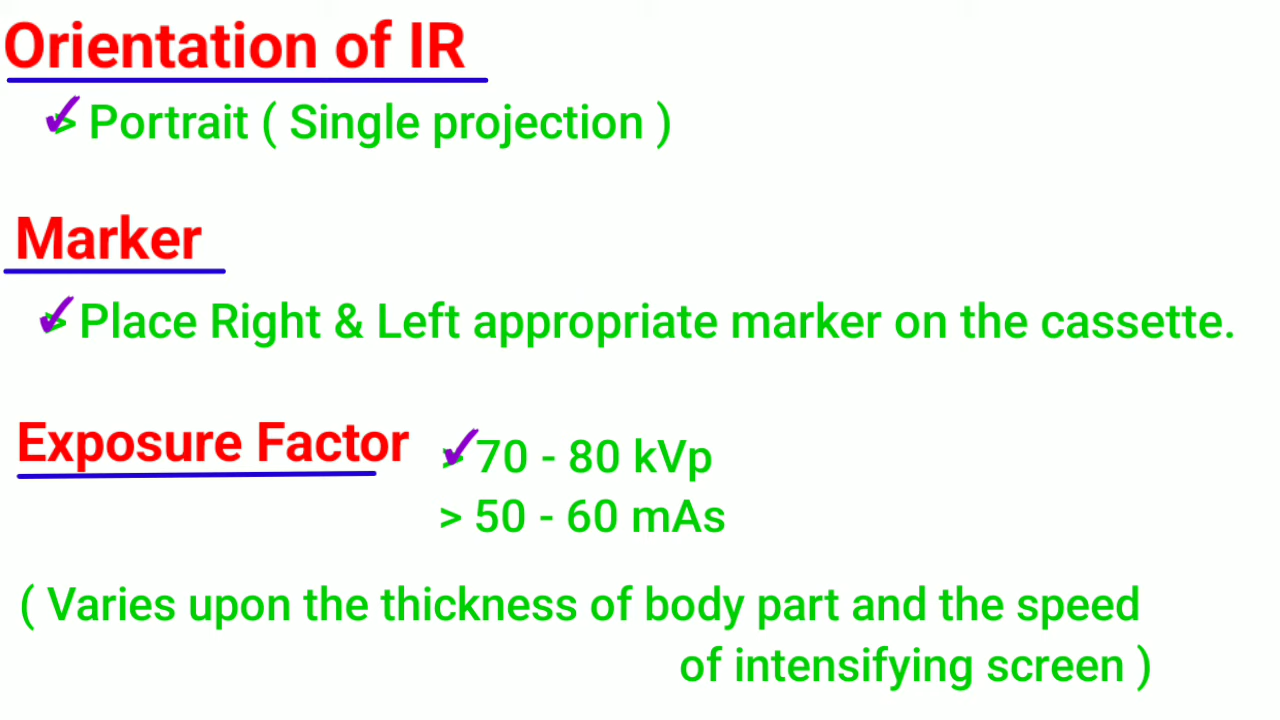 Orientation of IR
> Portrait ( Single projection )
Marker
> Place Right & Left appropriate marker on the cassette.
Exposure Factor
> 70 - 80 kVp
> 50 - 60 mAs
( Varies upon the thickness of body part and the speed
of intensifying screen )